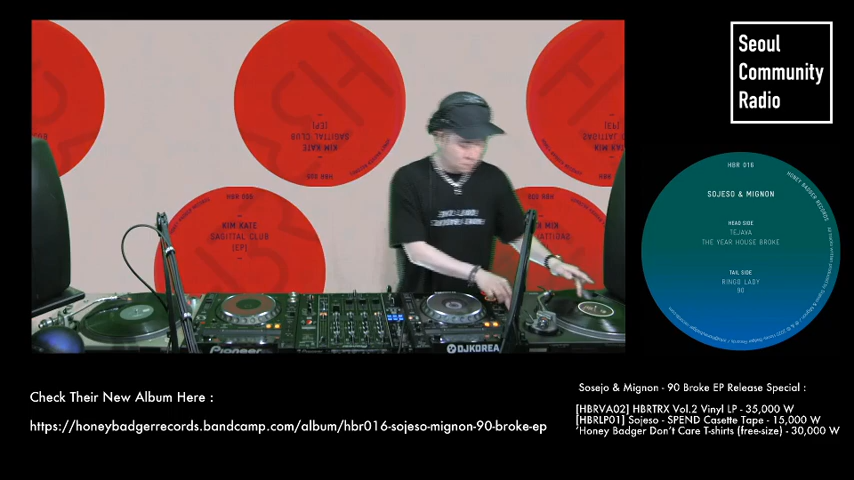 Seoul
Community
Radio
HBR 016
SOJESO & MIGNON
HONEY BADGER RECORDS
HEAD SIDE
TEJAYA
THE YEAR HOUSE BROKE
TAIL SIDE
RINGO LADY
90
KIM KATE
SAGITTAL CLUB
[EP]
Pioneer
DJKOREA
Check Their New Album Here :
https://honeybadgerrecords.bandcamp.com/album/hbr016-sojeso-mignon-90-broke-ep
Sosejo & Mignon - 90 Broke EP Release Special :
[HBRVA02] HBRTRX Vol.2 Vinyl LP - 35,000 W
[HBRLP01] Sojeso - SPEND Casette Tape - 15,000 W
'Honey Badger Don't Care T-shirts (free-size) - 30,000 W